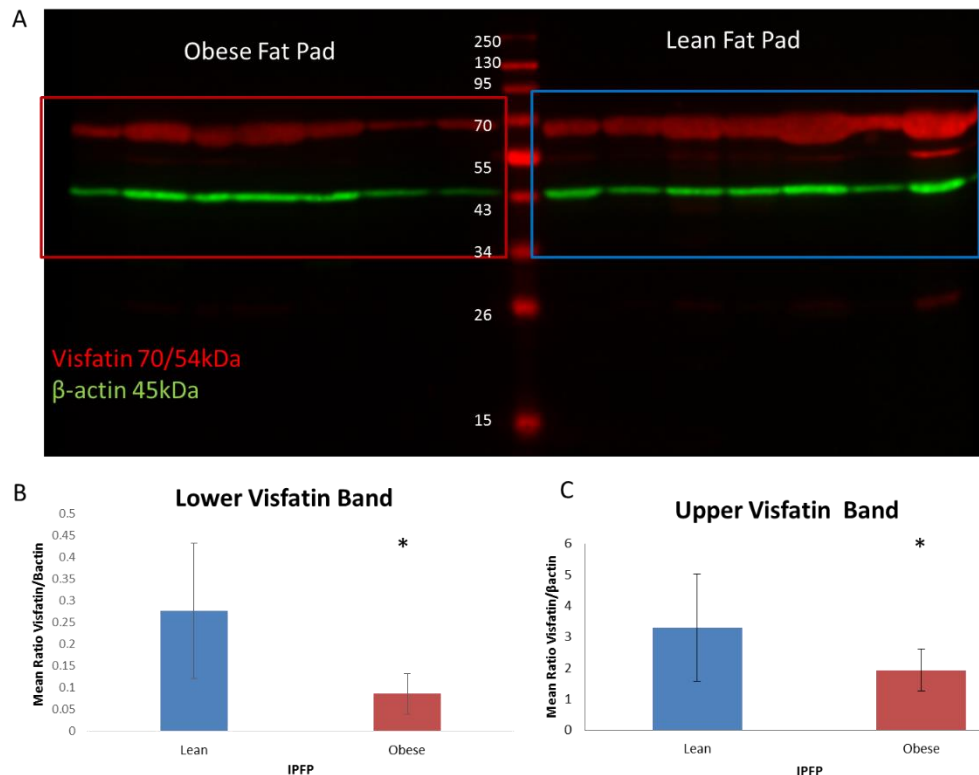 A
Obese Fat Pad
Lean Fat Pad
250
130
95
70
55
43
34
26
15
Visfatin 70/54kDa
β-actin 45kDa
B
Lower Visfatin Band
Mean Ratio Visfatin/Bactin
0.5
0.45
0.4
0.35
0.3
0.25
0.2
0.15
0.1
0.05
0
*
Lean
Obese
IPFP
C
Upper Visfatin Band
Mean Ratio Visfatin/βactin
6
5
4
3
2
1
0
*
Lean
Obese
IPFP